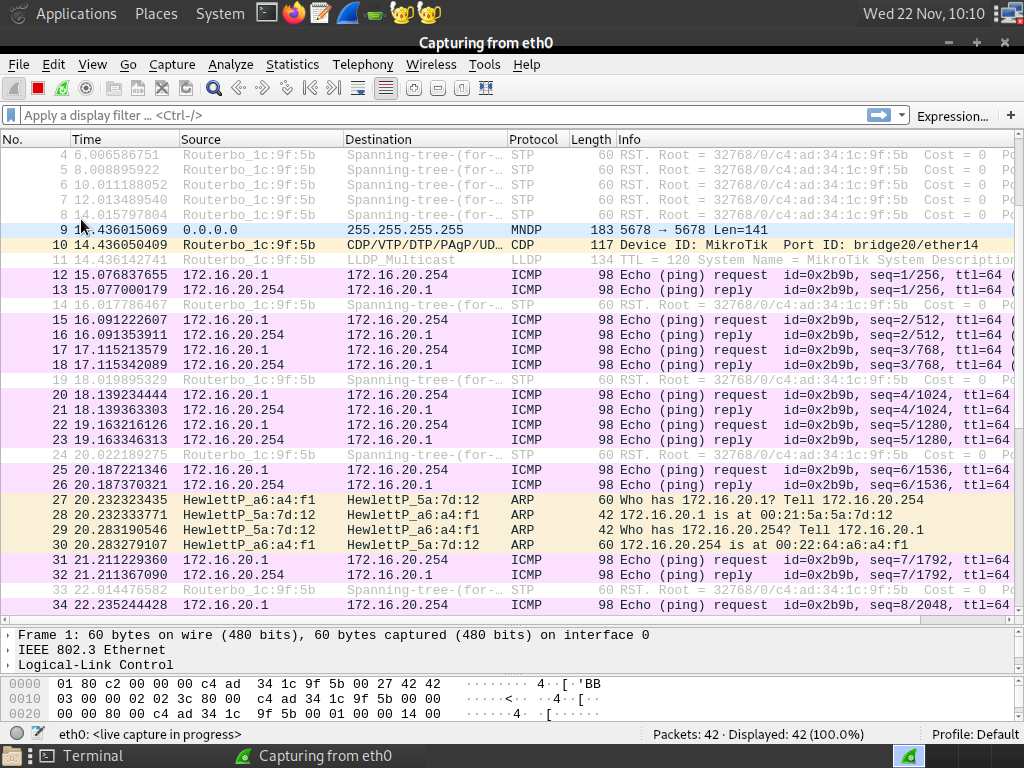 Applications Places System Wed 22 Nov, 10:10
Capturing from eth0
File Edit View Go Capture Analyze Statistics Telephony Wireless Tools Help
Apply a display filter ... <Ctrl-/> Expression... +
No. Time Source Destination Protocol Length Info
4 6.006586751 Routerbo_1c:9f:5b Spanning-tree-(for-… STP 60 RST. Root = 32768/0/c4:ad:34:1c:9f:5b Cost = 0 Po
5 8.008895922 Routerbo_1c:9f:5b Spanning-tree-(for-… STP 60 RST. Root = 32768/0/c4:ad:34:1c:9f:5b Cost = 0 Po
6 10.011188052 Routerbo_1c:9f:5b Spanning-tree-(for-… STP 60 RST. Root = 32768/0/c4:ad:34:1c:9f:5b Cost = 0 Po
7 12.013489540 Routerbo_1c:9f:5b Spanning-tree-(for-… STP 60 RST. Root = 32768/0/c4:ad:34:1c:9f:5b Cost = 0 Po
8 14.015797804 Routerbo_1c:9f:5b Spanning-tree-(for-… STP 60 RST. Root = 32768/0/c4:ad:34:1c:9f:5b Cost = 0 Po
9 14.436015069 0.0.0.0 255.255.255.255 MNDP 183 5678 → 5678 Len=141
10 14.436050409 Routerbo_1c:9f:5b CDP/VTP/DTP/PAgP/UD… CDP 117 Device ID: MikroTik Port ID: bridge20/ether14
11 14.436142741 Routerbo_1c:9f:5b LLDP_Multicast LLDP 134 TTL = 120 System Name = MikroTik System Description
12 15.076837655 172.16.20.1 172.16.20.254 ICMP 98 Echo (ping) request id=0x2b9b, seq=1/256, ttl=64 (
13 15.077000179 172.16.20.254 172.16.20.1 ICMP 98 Echo (ping) reply id=0x2b9b, seq=1/256, ttl=64 (
14 16.017786467 Routerbo_1c:9f:5b Spanning-tree-(for-… STP 60 RST. Root = 32768/0/c4:ad:34:1c:9f:5b Cost = 0 Po
15 16.091222607 172.16.20.1 172.16.20.254 ICMP 98 Echo (ping) request id=0x2b9b, seq=2/512, ttl=64 (
16 16.091353911 172.16.20.254 172.16.20.1 ICMP 98 Echo (ping) reply id=0x2b9b, seq=2/512, ttl=64 (
17 17.115213579 172.16.20.1 172.16.20.254 ICMP 98 Echo (ping) request id=0x2b9b, seq=3/768, ttl=64 (
18 17.115342089 172.16.20.254 172.16.20.1 ICMP 98 Echo (ping) reply id=0x2b9b, seq=3/768, ttl=64 (
19 18.019895329 Routerbo_1c:9f:5b Spanning-tree-(for-… STP 60 RST. Root = 32768/0/c4:ad:34:1c:9f:5b Cost = 0 Po
20 18.139234444 172.16.20.1 172.16.20.254 ICMP 98 Echo (ping) request id=0x2b9b, seq=4/1024, ttl=64
21 18.139363303 172.16.20.254 172.16.20.1 ICMP 98 Echo (ping) reply id=0x2b9b, seq=4/1024, ttl=64
22 19.163216126 172.16.20.1 172.16.20.254 ICMP 98 Echo (ping) request id=0x2b9b, seq=5/1280, ttl=64
23 19.163346313 172.16.20.254 172.16.20.1 ICMP 98 Echo (ping) reply id=0x2b9b, seq=5/1280, ttl=64
24 20.022189275 Routerbo_1c:9f:5b Spanning-tree-(for-… STP 60 RST. Root = 32768/0/c4:ad:34:1c:9f:5b Cost = 0 Po
25 20.187221346 172.16.20.1 172.16.20.254 ICMP 98 Echo (ping) request id=0x2b9b, seq=6/1536, ttl=64
26 20.187370321 172.16.20.254 172.16.20.1 ICMP 98 Echo (ping) reply id=0x2b9b, seq=6/1536, ttl=64
27 20.232323435 HewlettP_a6:a4:f1 HewlettP_5a:7d:12 ARP 60 Who has 172.16.20.1? Tell 172.16.20.254
28 20.232333771 HewlettP_5a:7d:12 HewlettP_a6:a4:f1 ARP 42 172.16.20.1 is at 00:21:5a:5a:7d:12
29 20.283190546 HewlettP_5a:7d:12 HewlettP_a6:a4:f1 ARP 42 Who has 172.16.20.254? Tell 172.16.20.1
30 20.283279107 HewlettP_a6:a4:f1 HewlettP_5a:7d:12 ARP 60 172.16.20.254 is at 00:22:64:a6:a4:f1
31 21.211229360 172.16.20.1 172.16.20.254 ICMP 98 Echo (ping) request id=0x2b9b, seq=7/1792, ttl=64
32 21.211367090 172.16.20.254 172.16.20.1 ICMP 98 Echo (ping) reply id=0x2b9b, seq=7/1792, ttl=64
33 22.014476582 Routerbo_1c:9f:5b Spanning-tree-(for-… STP 60 RST. Root = 32768/0/c4:ad:34:1c:9f:5b Cost = 0 Po
34 22.235244428 172.16.20.1 172.16.20.254 ICMP 98 Echo (ping) request id=0x2b9b, seq=8/2048, ttl=64
Frame 1: 60 bytes on wire (480 bits), 60 bytes captured (480 bits) on interface 0
IEEE 802.3 Ethernet
Logical-Link Control
0000 01 80 c2 00 00 00 c4 ad 34 1c 9f 5b 00 27 42 42 ········ 4··[·'BB
0010 03 00 00 02 02 3c 80 00 c4 ad 34 1c 9f 5b 00 00 ·····<·· ··4··[··
0020 00 00 80 00 c4 ad 34 1c 9f 5b 00 01 00 00 14 00 ······4· ·[······
eth0: <live capture in progress> Packets: 42 · Displayed: 42 (100.0%) Profile: Default
Terminal Capturing from eth0